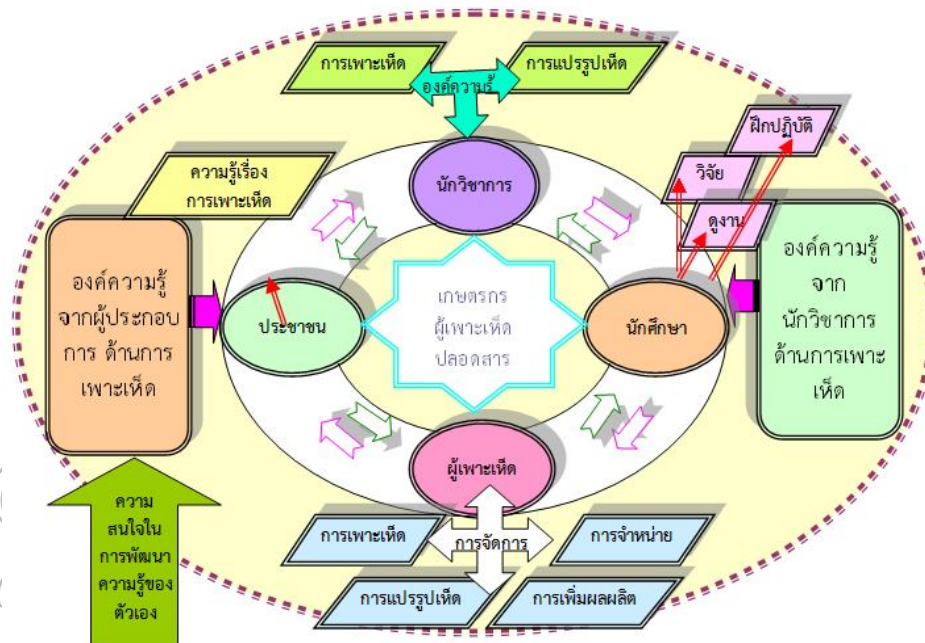 การเพาะเห็ด
การแปรรูปเห็ด
องค์ความรู้
ฝึกปฏิบัติ
วิจัย
ดูงาน
ความรู้เรื่อง
การเพาะเห็ด
นักวิชาการ
องค์ความรู้
จากผู้ประกอบ
การ ด้านการ
เพาะเห็ด
ประชาชน
เกษตรกร
ผู้เพาะเห็ด
ปลอดสาร
นักศึกษา
องค์ความรู้
จาก
นักวิชาการ
ด้านการเพาะ
เห็ด
ผู้เพาะเห็ด
ความ
สนใจใน
การพัฒนา
ความรู้ของ
ตัวเอง
การเพาะเห็ด
การจัดการ
การจำหน่าย
การแปรรูปเห็ด
การเพิ่มผลผลิต